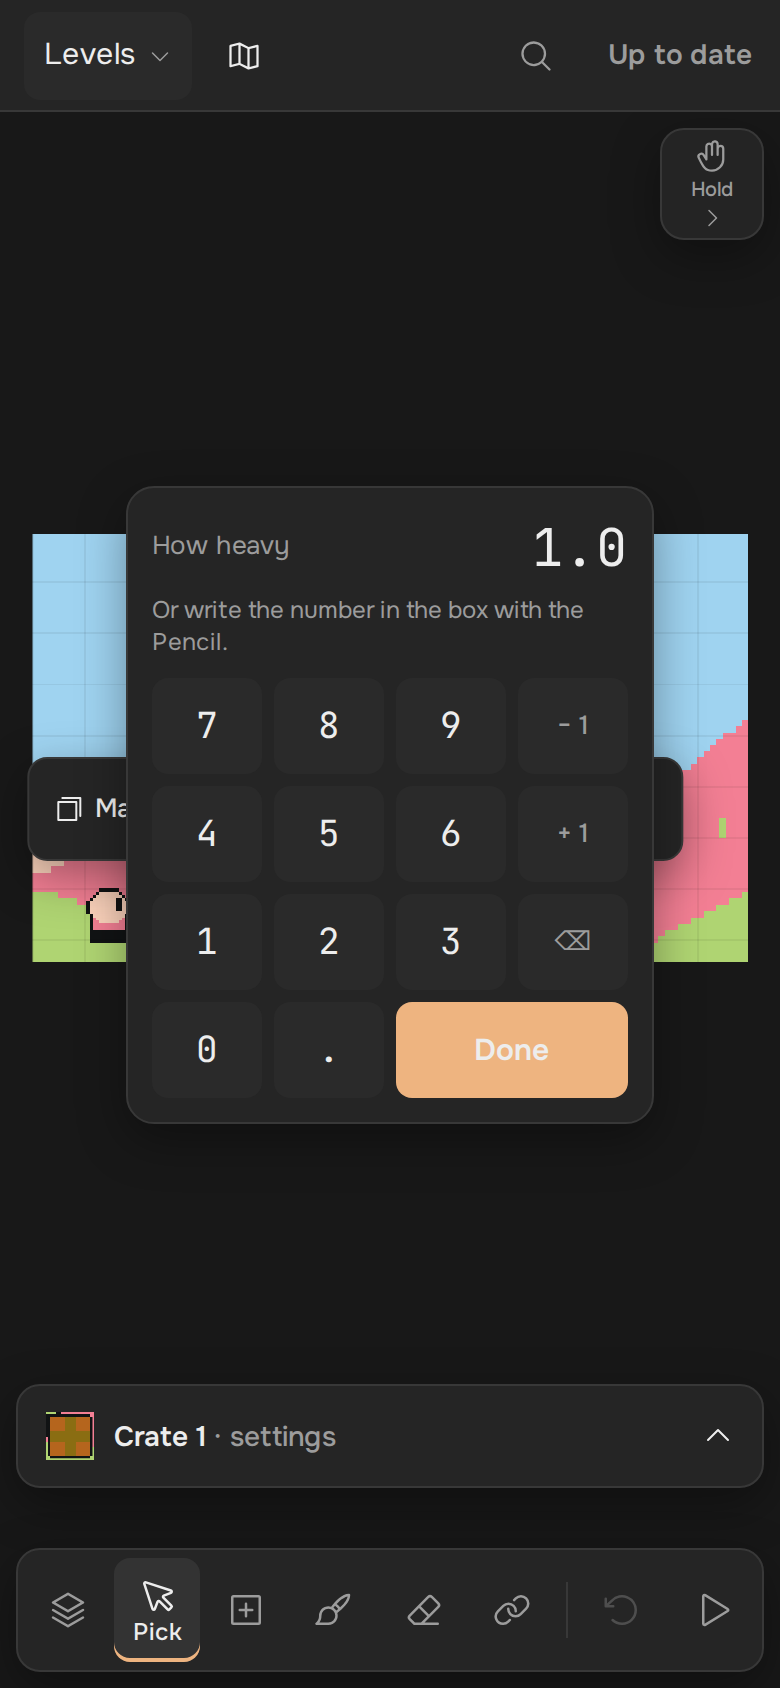 Levels
Up to date
Hold
How heavy
1.0
Or write the number in the box with the
Pencil.
7 8 9 − 1
Ma
4 5 6 + 1
1 2 3
0 . Done
Crate 1 · settings
Pick